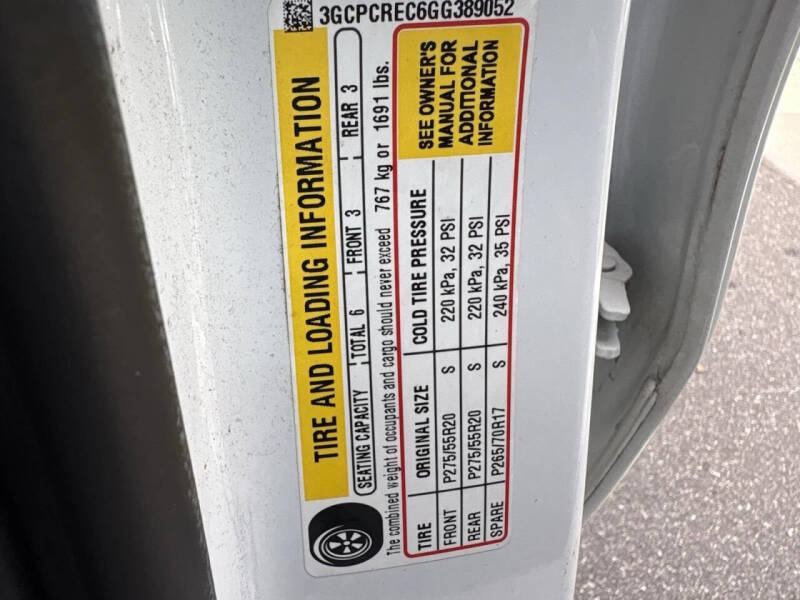 3GCPCREC6GG389052
TIRE AND LOADING INFORMATION
SEATING CAPACITY TOTAL 6 FRONT 3 REAR 3
The combined weight of occupants and cargo should never exceed 767 kg or 1691 lbs.
TIRE ORIGINAL SIZE COLD TIRE PRESSURE
FRONT P275/55R20 S 220 kPa, 32 PSI
REAR P275/55R20 S 220 kPa, 32 PSI
SPARE P265/70R17 S 240 kPa, 35 PSI
SEE OWNER'S
MANUAL FOR
ADDITIONAL
INFORMATION